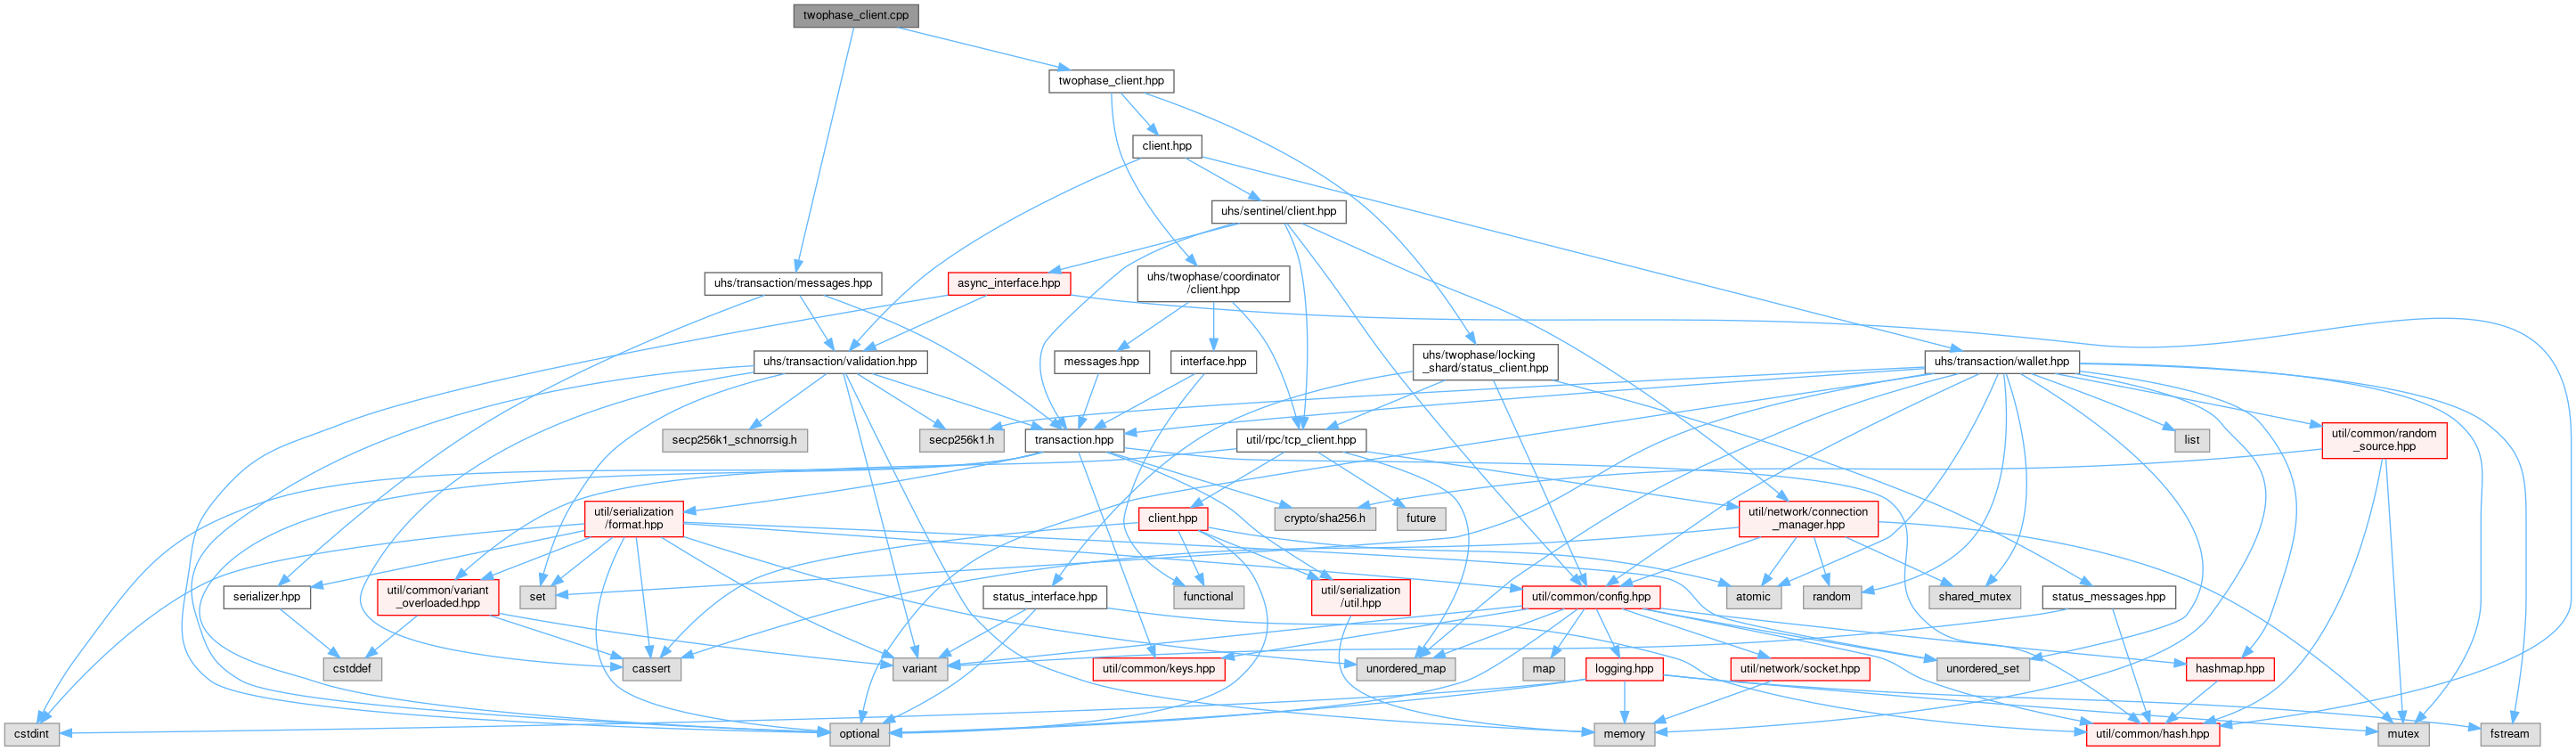 twophase_client.cpp
twophase_client.hpp
client.hpp
uhs/sentinel/client.hpp
uhs/transaction/messages.hpp
async_interface.hpp
uhs/twophase/coordinator
/client.hpp
uhs/transaction/validation.hpp
messages.hpp
interface.hpp
uhs/twophase/locking
_shard/status_client.hpp
uhs/transaction/wallet.hpp
secp256k1_schnorrsig.h
secp256k1.h
transaction.hpp
util/rpc/tcp_client.hpp
list
util/common/random
_source.hpp
util/serialization
/format.hpp
crypto/sha256.h
client.hpp
future
util/network/connection
_manager.hpp
serializer.hpp
util/common/variant
_overloaded.hpp
set
status_interface.hpp
functional
util/serialization
/util.hpp
util/common/config.hpp
atomic
random
shared_mutex
status_messages.hpp
cstddef
cassert
variant
util/common/keys.hpp
unordered_map
map
logging.hpp
util/network/socket.hpp
unordered_set
hashmap.hpp
cstdint
optional
memory
util/common/hash.hpp
mutex
fstream